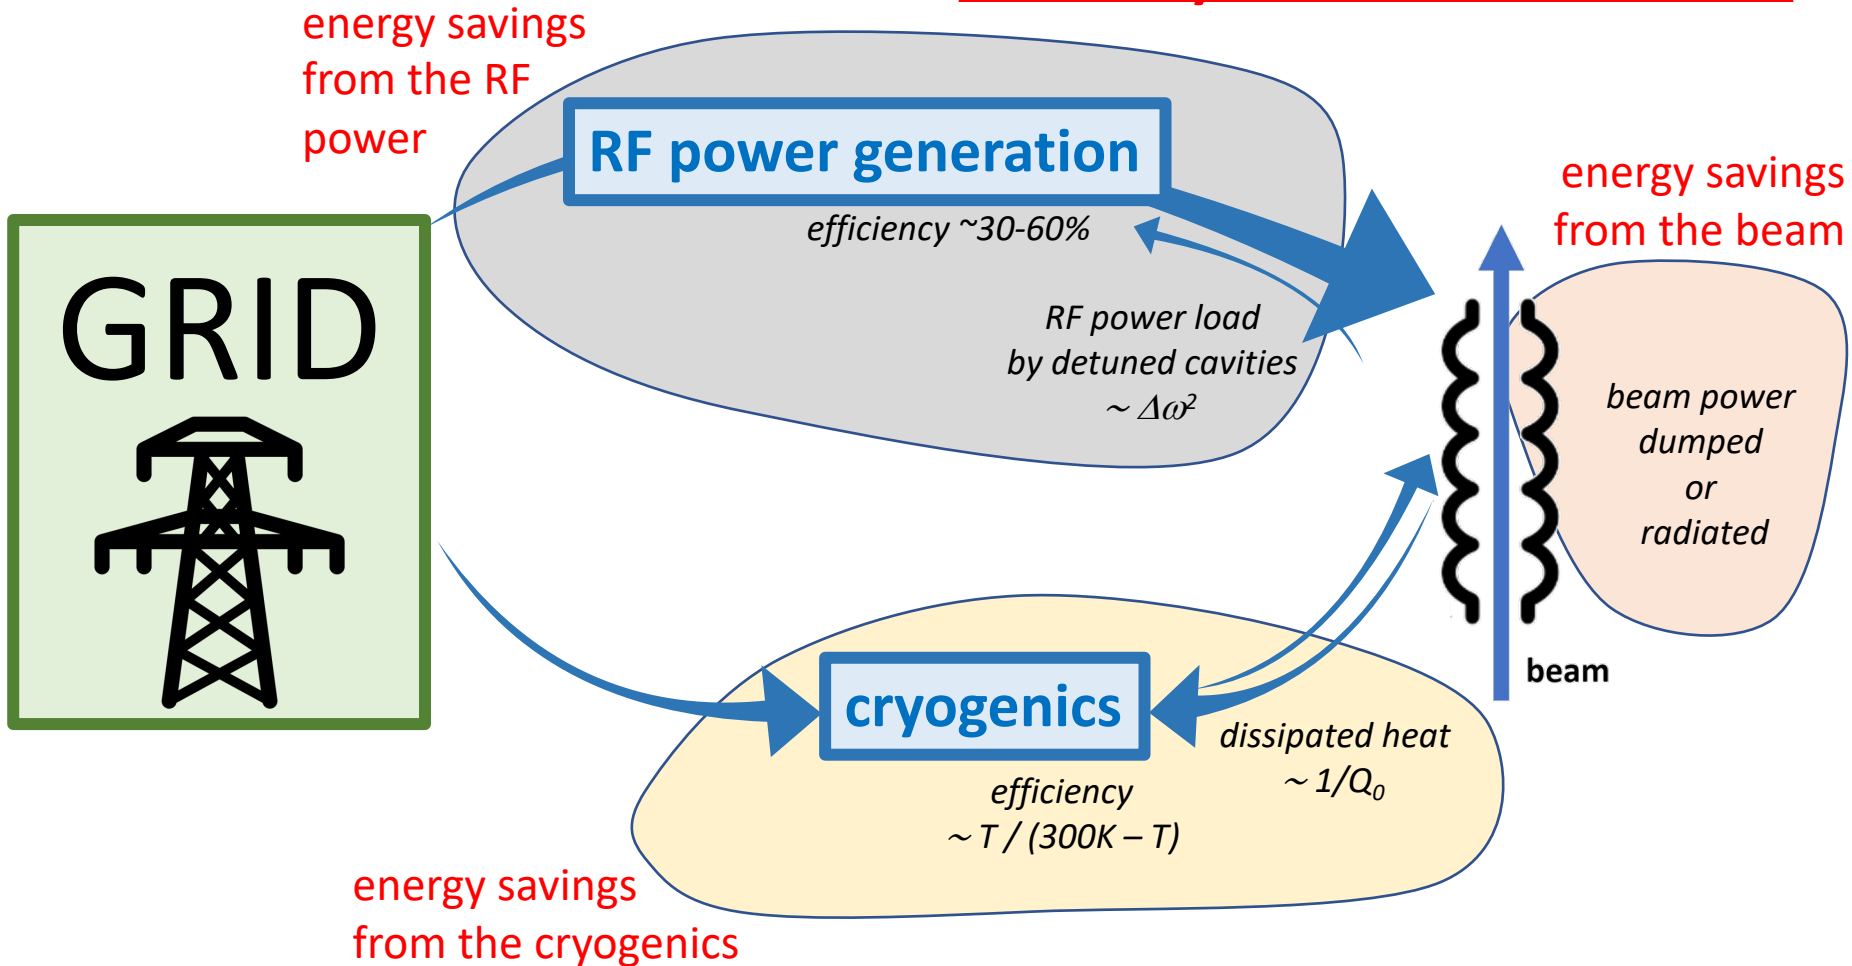 energy savings
from the RF
power
RF power generation
efficiency ~30-60%
energy savings
from the beam
GRID
RF power load
by detuned cavities
~ Δω²
beam power
dumped
or
radiated
beam
cryogenics
dissipated heat
~ 1/Q₀
efficiency
~ T / (300K – T)
energy savings
from the cryogenics